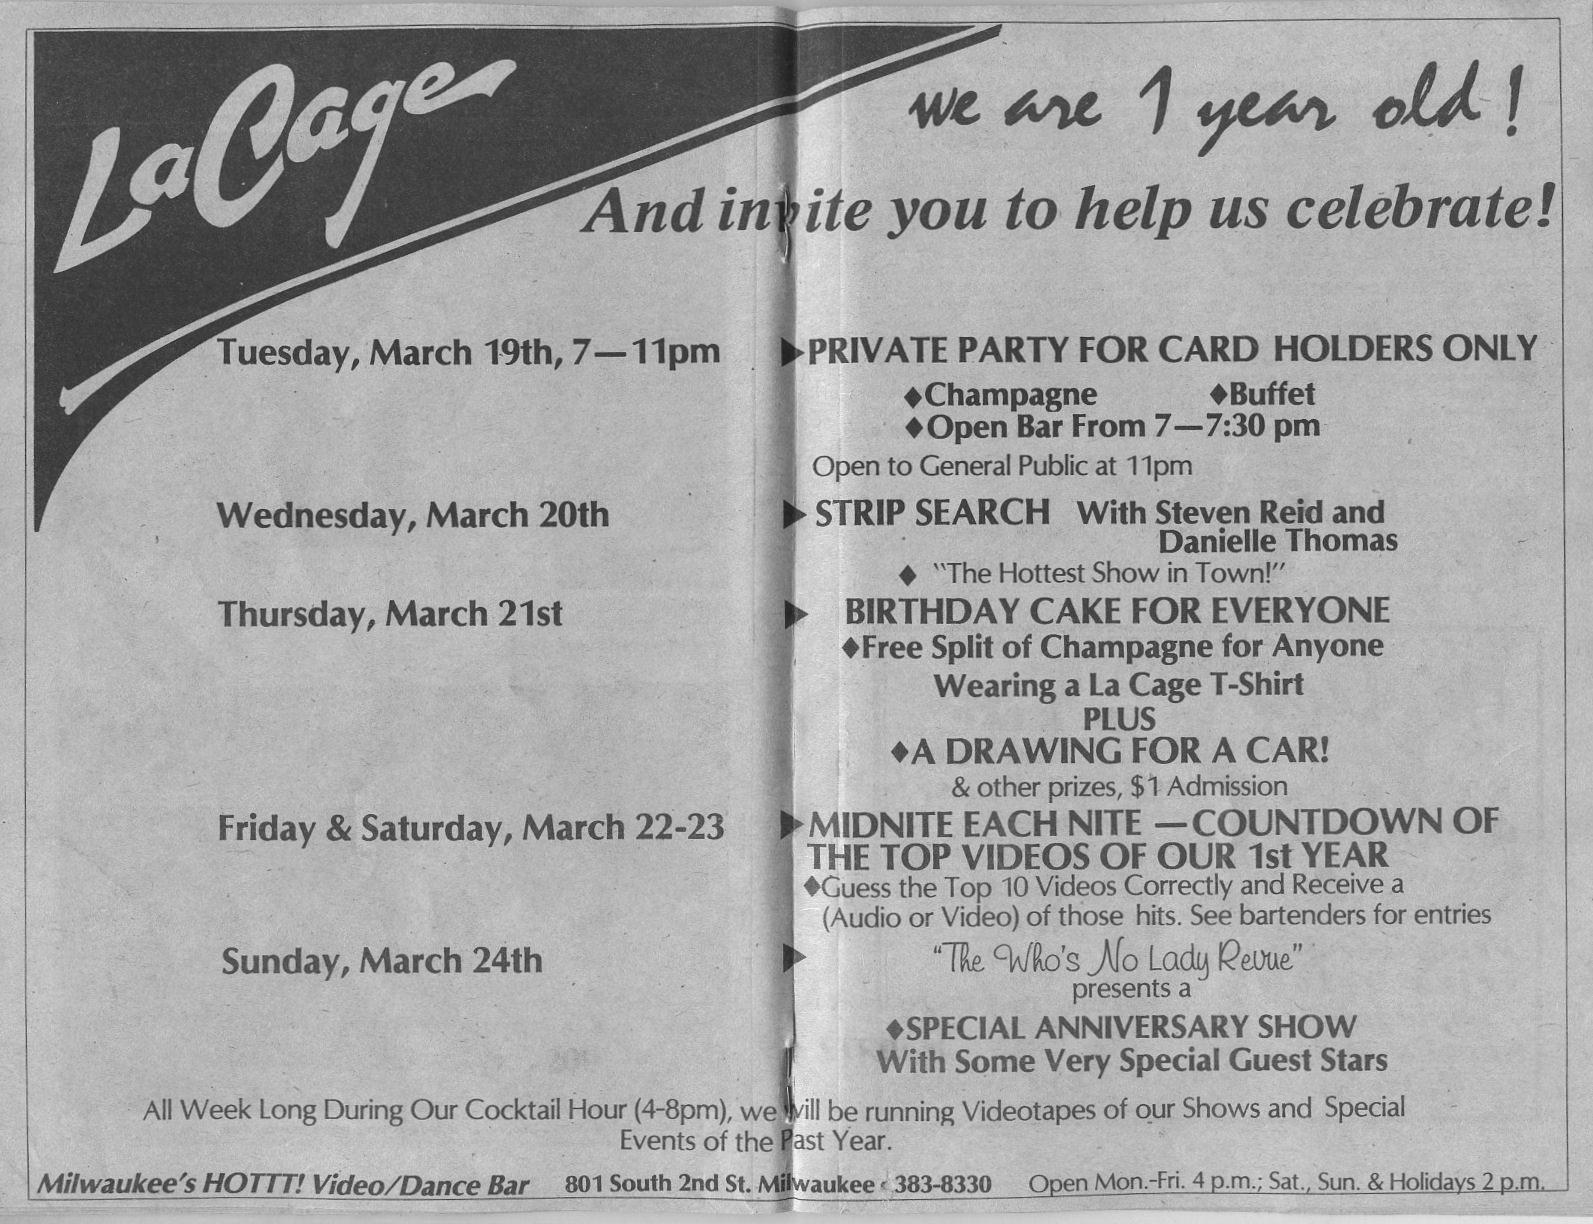 La Cage
we are 1 year old!
And invite you to help us celebrate!
Tuesday, March 19th, 7—11pm
▶PRIVATE PARTY FOR CARD HOLDERS ONLY
♦Champagne ♦Buffet
♦Open Bar From 7—7:30 pm
Open to General Public at 11pm
Wednesday, March 20th
▶STRIP SEARCH With Steven Reid and
Danielle Thomas
♦ "The Hottest Show in Town!"
Thursday, March 21st
▶ BIRTHDAY CAKE FOR EVERYONE
♦Free Split of Champagne for Anyone
Wearing a La Cage T-Shirt
PLUS
♦A DRAWING FOR A CAR!
& other prizes, $1 Admission
Friday & Saturday, March 22-23
▶MIDNITE EACH NITE —COUNTDOWN OF
THE TOP VIDEOS OF OUR 1st YEAR
♦Guess the Top 10 Videos Correctly and Receive a
(Audio or Video) of those hits. See bartenders for entries
Sunday, March 24th
▶ "The Who's No Lady Revue"
presents a
♦SPECIAL ANNIVERSARY SHOW
With Some Very Special Guest Stars
All Week Long During Our Cocktail Hour (4-8pm), we will be running Videotapes of our Shows and Special
Events of the Past Year.
Milwaukee's HOTTT! Video/Dance Bar 801 South 2nd St. Milwaukee • 383-8330 Open Mon.-Fri. 4 p.m.; Sat., Sun. & Holidays 2 p.m.